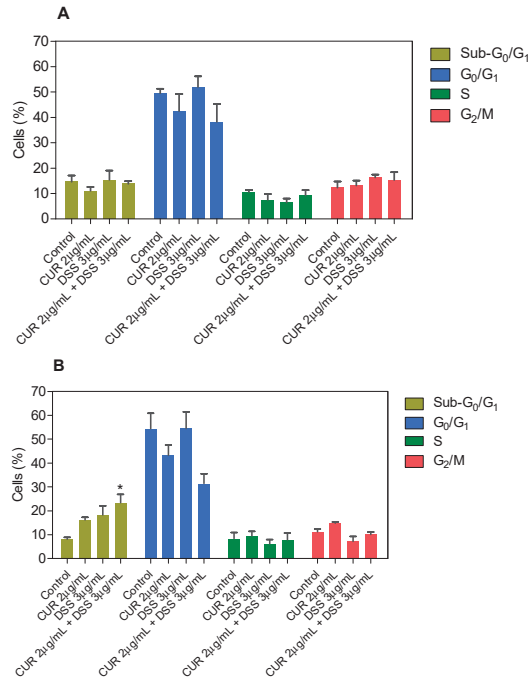 A
70
60
50
40
30
20
10
0
Cells (%)
Sub-G₀/G₁
G₀/G₁
S
G₂/M
Control
CUR 2µg/mL
DSS 3µg/mL
CUR 2µg/mL + DSS 3µg/mL
Control
CUR 2µg/mL
DSS 3µg/mL
CUR 2µg/mL + DSS 3µg/mL
Control
CUR 2µg/mL
DSS 3µg/mL
CUR 2µg/mL + DSS 3µg/mL
Control
CUR 2µg/mL
DSS 3µg/mL
CUR 2µg/mL + DSS 3µg/mL
B
70
60
50
40
30
20
10
0
Cells (%)
*
Sub-G₀/G₁
G₀/G₁
S
G₂/M
Control
CUR 2µg/mL
DSS 3µg/mL
CUR 2µg/mL + DSS 3µg/mL
Control
CUR 2µg/mL
DSS 3µg/mL
CUR 2µg/mL + DSS 3µg/mL
Control
CUR 2µg/mL
DSS 3µg/mL
CUR 2µg/mL + DSS 3µg/mL
Control
CUR 2µg/mL
DSS 3µg/mL
CUR 2µg/mL + DSS 3µg/mL